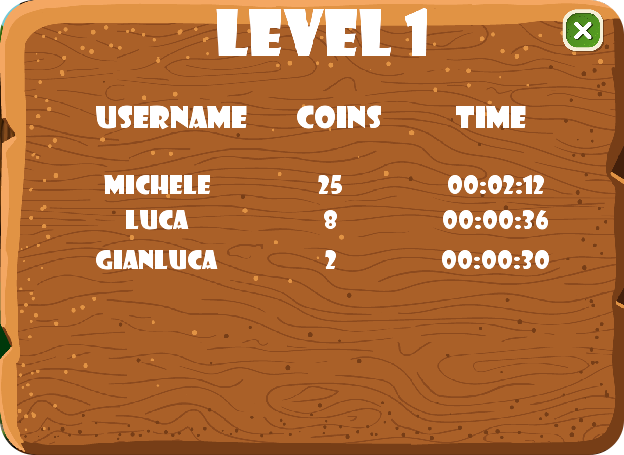 LEVEL 1
USERNAME COINS TIME
MICHELE 25 00:02:12
LUCA 8 00:00:36
GIANLUCA 2 00:00:30